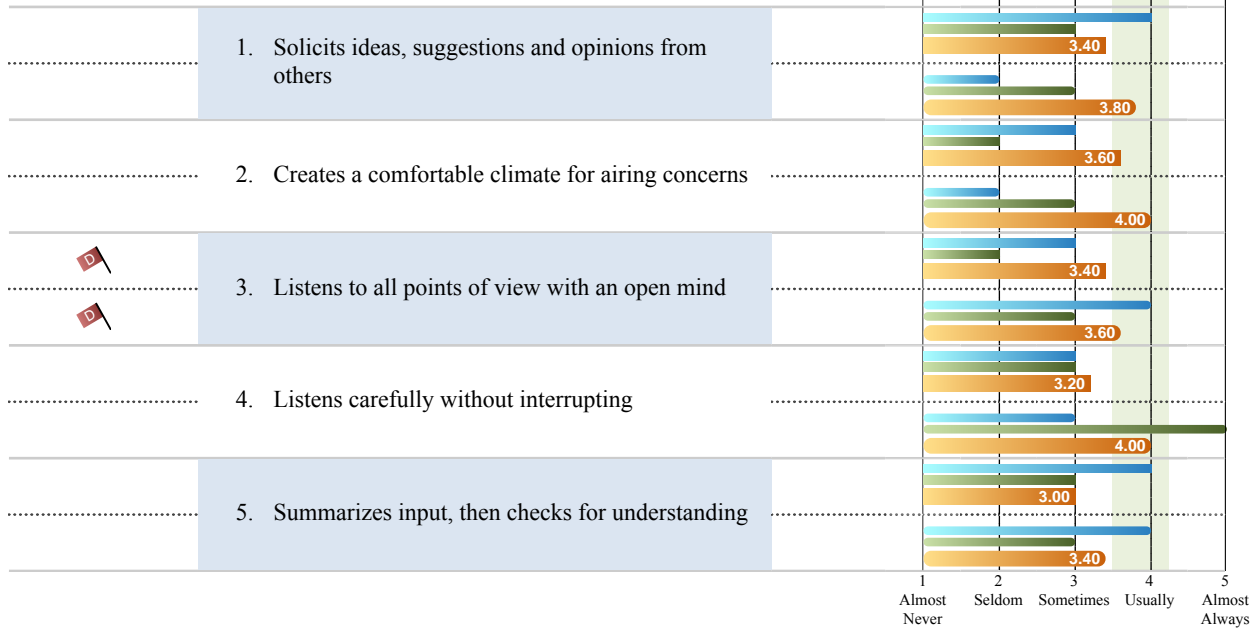 1. Solicits ideas, suggestions and opinions from
others
3.40
3.80
2. Creates a comfortable climate for airing concerns
3.60
4.00
D
D
3. Listens to all points of view with an open mind
3.40
3.60
4. Listens carefully without interrupting
3.20
4.00
5. Summarizes input, then checks for understanding
3.00
3.40
1 2 3 4 5
Almost Seldom Sometimes Usually Almost
Never Always